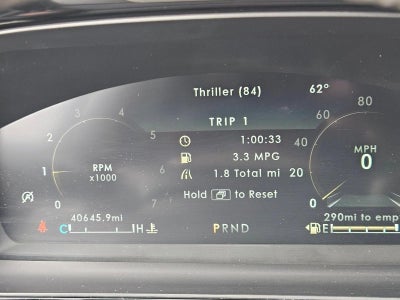 Thriller (84)
62°
TRIP 1
1:00:33
3.3 MPG
1.8 Total mi
Hold to Reset
0 1 2 3 4 5 6 7
RPM
x1000
0 20 40 60 80
MPH
0
40645.9mi
C H
PRND
E
290mi to empt